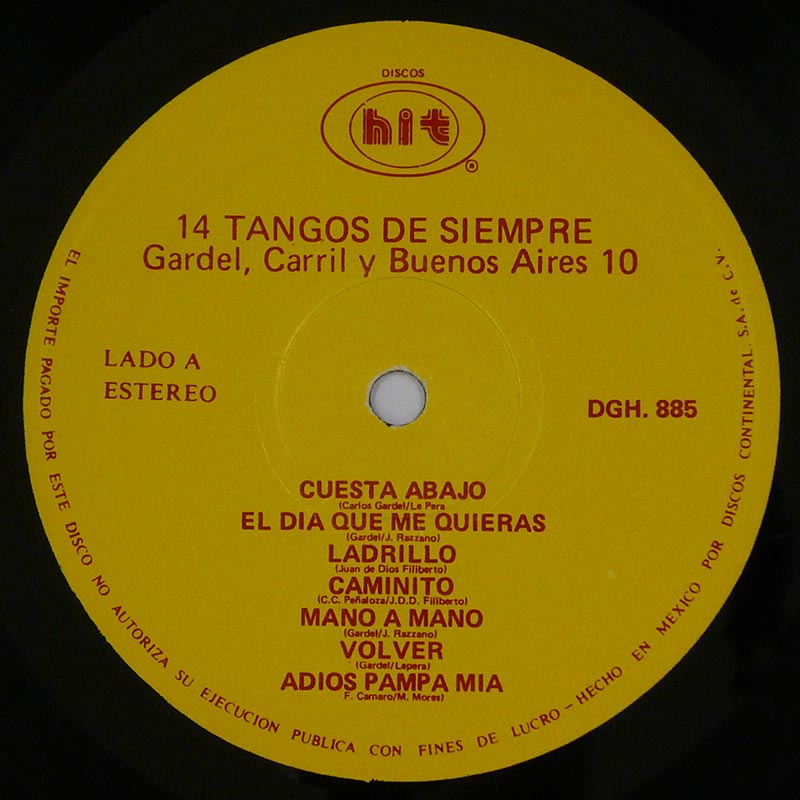 DISCOS
hit
®
14 TANGOS DE SIEMPRE
Gardel, Carril y Buenos Aires 10
LADO A
ESTEREO
DGH. 885
CUESTA ABAJO
(Carlos Gardel/Le Pera
EL DIA QUE ME QUIERAS
(Gardel/J. Razzano)
LADRILLO
(Juan de Dios Filiberto)
CAMINITO
(C.C. Peñaloza/J.D.D. Filiberto)
MANO A MANO
(Gardel/J. Razzano)
VOLVER
(Gardel/Lepera)
ADIOS PAMPA MIA
F. Camaro/M. Mores)
EL IMPORTE PAGADO POR ESTE DISCO NO AUTORIZA SU EJECUCION PUBLICA CON FINES DE LUCRO – HECHO EN MEXICO POR DISCOS CONTINENTAL. S.A. de C.V.